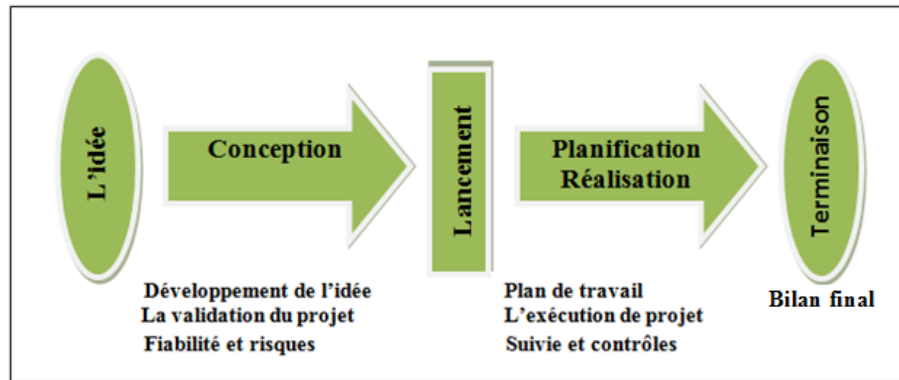 L'idée
Conception
Développement de l'idée
La validation du projet
Fiabilité et risques
Lancement
Planification
Réalisation
Plan de travail
L'exécution de projet
Suivie et contrôles
Terminaison
Bilan final